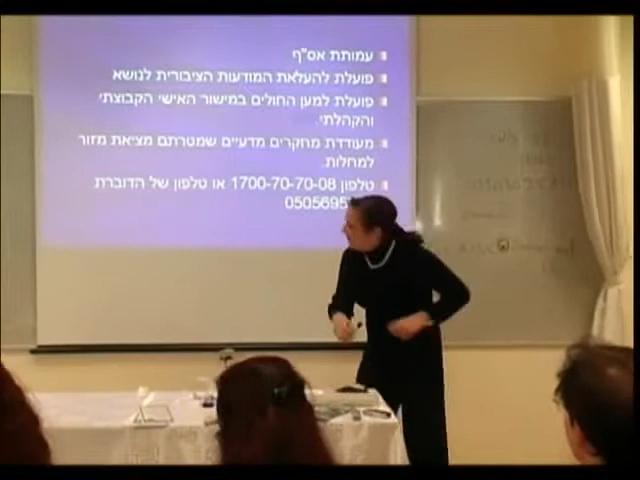 עמותת אס"ף
פועלת להעלאת המודעות הציבורית לנושא
פועלת למען החולים במישור האישי הקבוצתי
והקהלתי.
מעודדת מחקרים מדעיים שמטרתם מציאת מזור
למחלות.
טלפון 1700-70-70-08 או טלפון של הדוברת
0505695